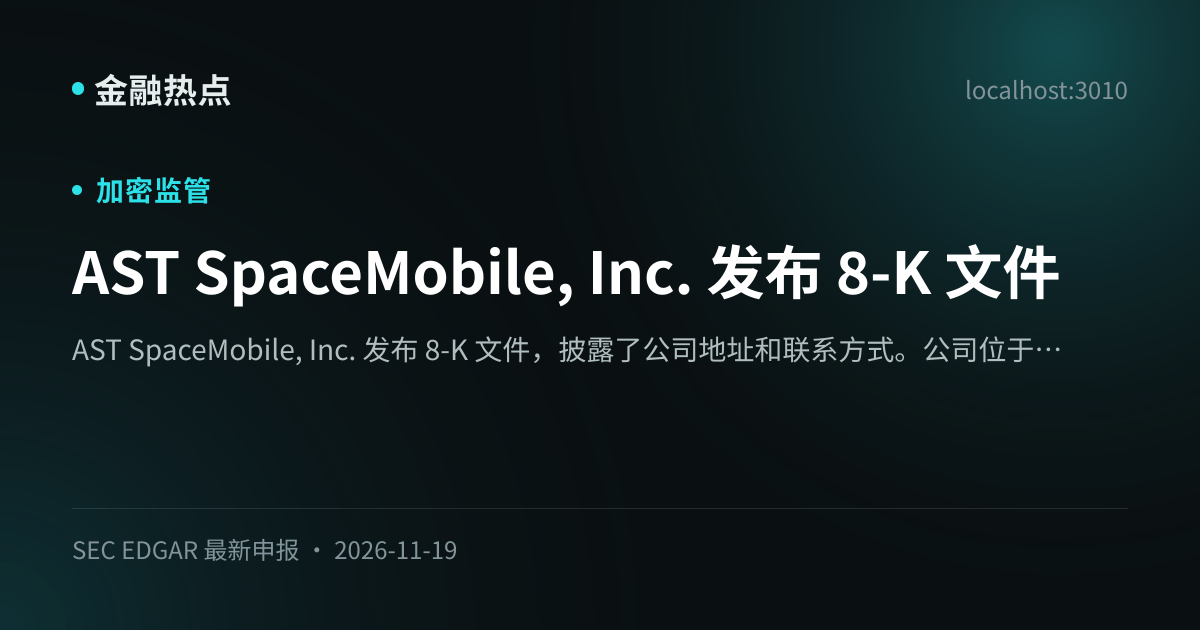 金融热点
localhost:3010
加密监管
AST SpaceMobile, Inc. 发布 8-K 文件
AST SpaceMobile, Inc. 发布 8-K 文件，披露了公司地址和联系方式。公司位于…
SEC EDGAR 最新申报 · 2026-11-19